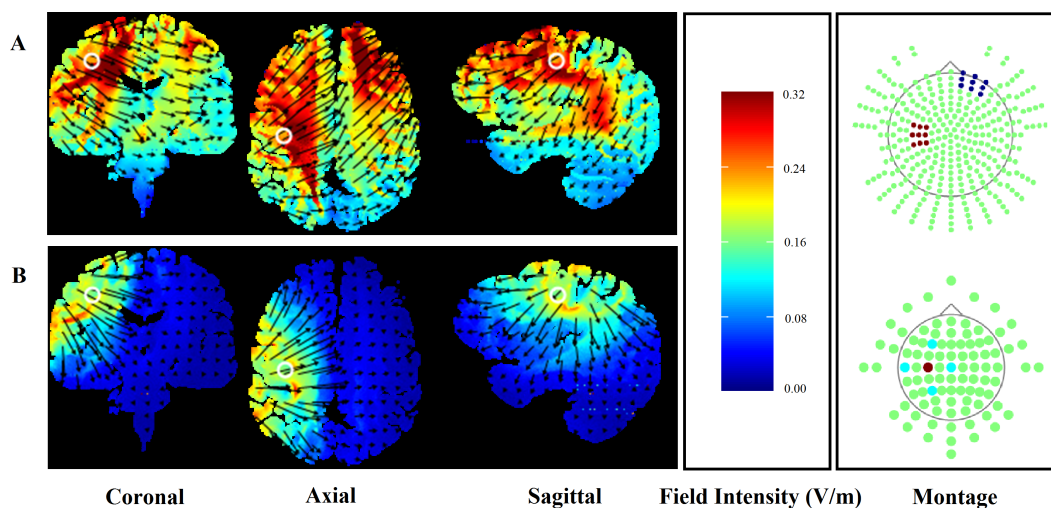 A
B
0.32
0.24
0.16
0.08
0.00
Coronal
Axial
Sagittal
Field Intensity (V/m)
Montage